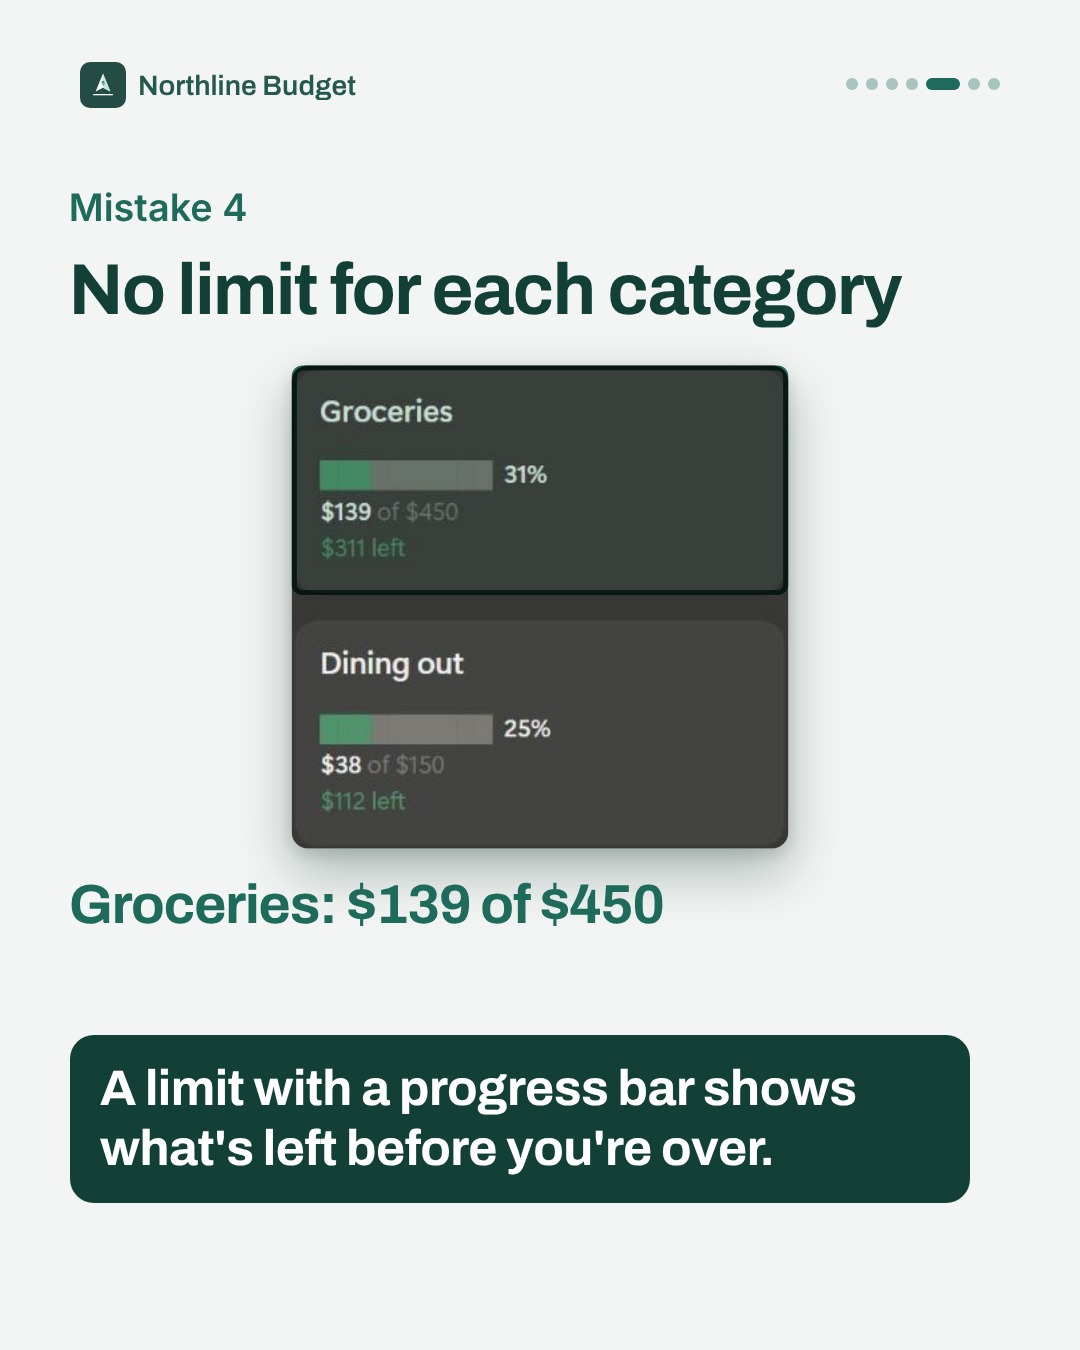 Northline Budget
Mistake 4
No limit for each category
Groceries
31%
$139 of $450
$311 left
Dining out
25%
$38 of $150
$112 left
Groceries: $139 of $450
A limit with a progress bar shows
what's left before you're over.